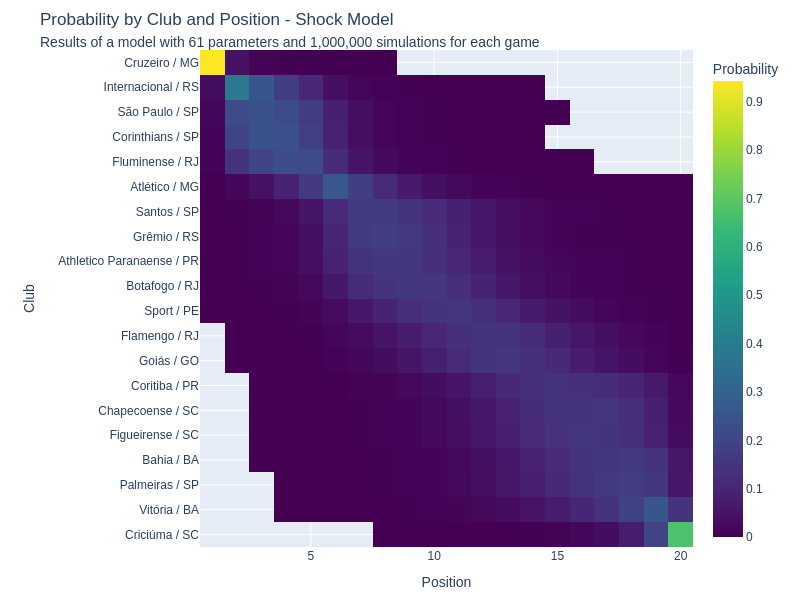 Probability by Club and Position - Shock Model
Results of a model with 61 parameters and 1,000,000 simulations for each game
Cruzeiro / MG
Internacional / RS
São Paulo / SP
Corinthians / SP
Fluminense / RJ
Atlético / MG
Santos / SP
Grêmio / RS
Athletico Paranaense / PR
Botafogo / RJ
Sport / PE
Flamengo / RJ
Goiás / GO
Coritiba / PR
Chapecoense / SC
Figueirense / SC
Bahia / BA
Palmeiras / SP
Vitória / BA
Criciúma / SC
Club
5
10
15
20
Position
Probability
0.9
0.8
0.7
0.6
0.5
0.4
0.3
0.2
0.1
0